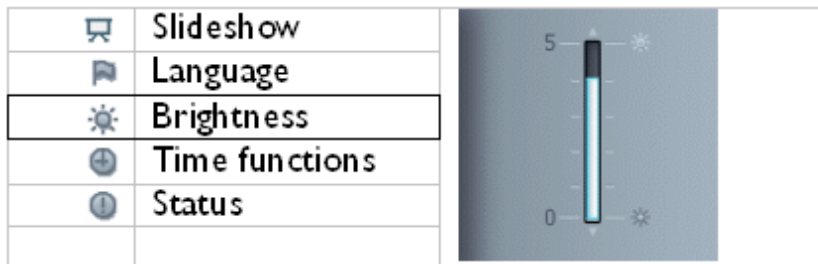 Slideshow
Language
Brightness
Time functions
Status
5
0